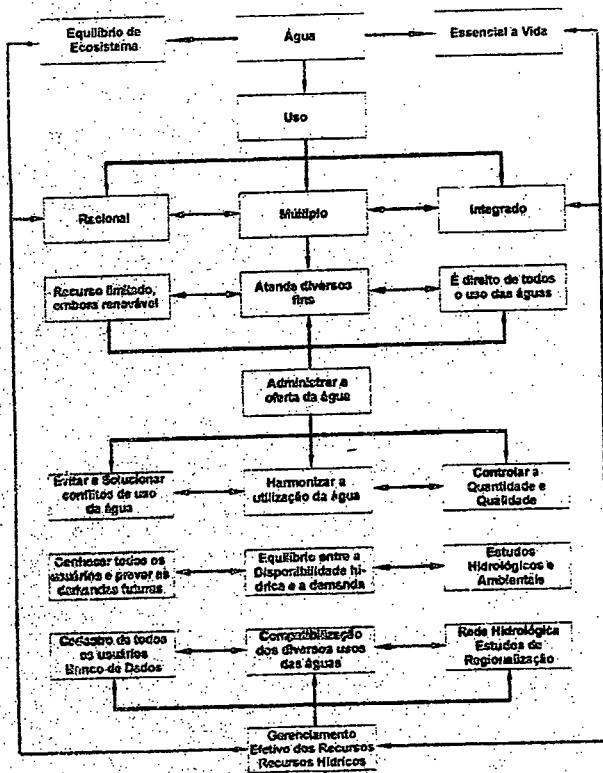 Equilíbrio de
Ecosistema
Água
Essencial à Vida
Uso
Racional
Múltiplo
Integrado
Recurso limitado,
embora renovável
Atende diversos
fins
É direito de todos
o uso das águas
Administrar a
oferta da água
Evitar e Solucionar
conflitos de uso
da água
Harmonizar a
utilização da água
Controlar a
Quantidade e
Qualidade
Conhecer todos os
usuários e prever as
demandas futuras
Equilíbrio entre a
Disponibilidade hí-
drica e a demanda
Estudos
Hidrológicos e
Ambientais
Cadastro de todos
os usuários
Banco de Dados
Compatibilização
dos diversos usos
das águas
Rede Hidrológica
Estudos de
Regionalização
Gerenciamento
Efetivo dos Recursos
Recursos Hídricos